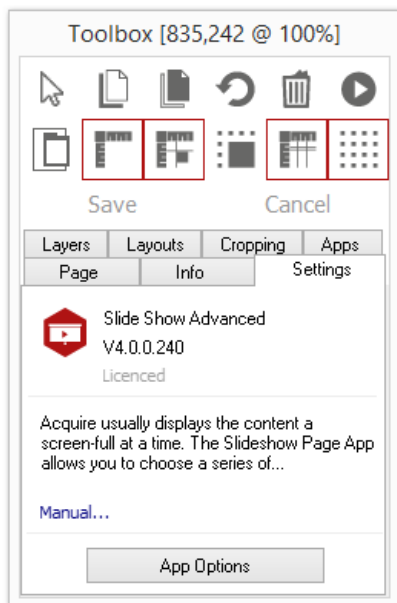 Toolbox [835,242 @ 100%]
Save Cancel
Layers Layouts Cropping Apps
Page Info Settings
Slide Show Advanced
V4.0.0.240
Licenced
Acquire usually displays the content a
screen-full at a time. The Slideshow Page App
allows you to choose a series of...
Manual...
App Options